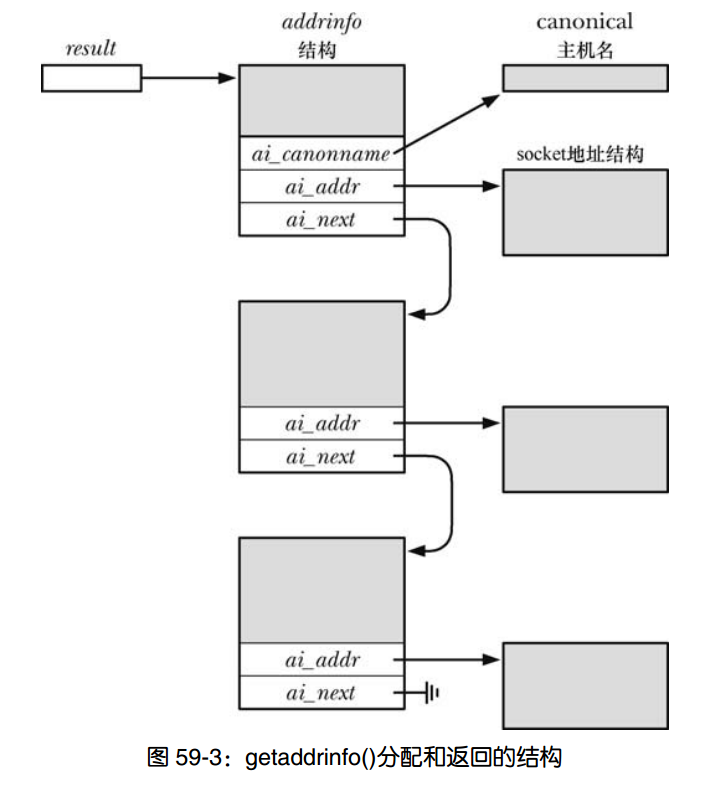 addrinfo
结构
canonical
主机名
result
ai_canonname
socket地址结构
ai_addr
ai_next
ai_addr
ai_next
ai_addr
ai_next
图 59-3：getaddrinfo()分配和返回的结构